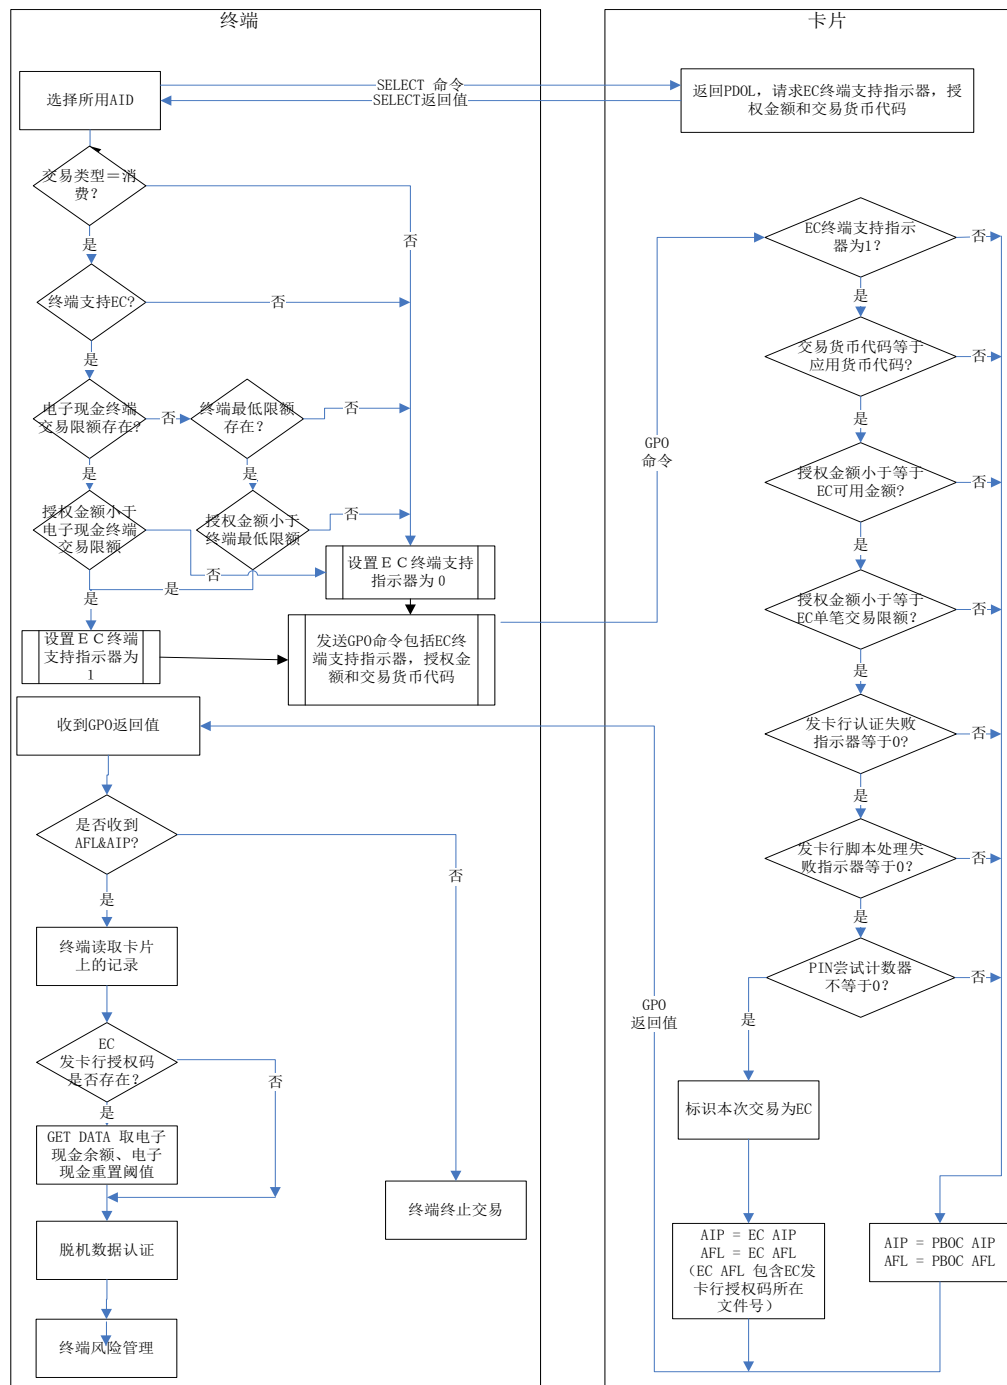 终端
卡片
选择所用AID
SELECT 命令
SELECT返回值
返回PDOL，请求EC终端支持指示器，授
权金额和交易货币代码
交易类型＝消
费？
否
是
终端支持EC?
否
是
电子现金终端
交易限额存在?
否
终端最低限额
存在？
否
是
是
授权金额小于
电子现金终端
交易限额
授权金额小于
终端最低限额
否
否
是
是
设置ＥＣ终端支持
指示器为０
设置ＥＣ终端
支持指示器为
１
发送GPO命令包括EC终
端支持指示器，授权金
额和交易货币代码
GPO
命令
EC终端支持指示
器为1？
否
是
交易货币代码等于
应用货币代码?
否
是
授权金额小于等于
EC可用金额?
否
是
授权金额小于等于
EC单笔交易限额？
否
是
发卡行认证失败
指示器等于0?
否
是
发卡行脚本处理失
败指示器等于0？
否
是
PIN尝试计数器
不等于0？
否
是
标识本次交易为EC
AIP = EC AIP
AFL = EC AFL
（EC AFL 包含EC发
卡行授权码所在
文件号）
AIP = PBOC AIP
AFL = PBOC AFL
GPO
返回值
收到GPO返回值
是否收到
AFL&AIP?
否
是
终端读取卡片
上的记录
EC
发卡行授权码
是否存在？
否
是
GET DATA 取电子
现金余额、电子
现金重置阈值
终端终止交易
脱机数据认证
终端风险管理